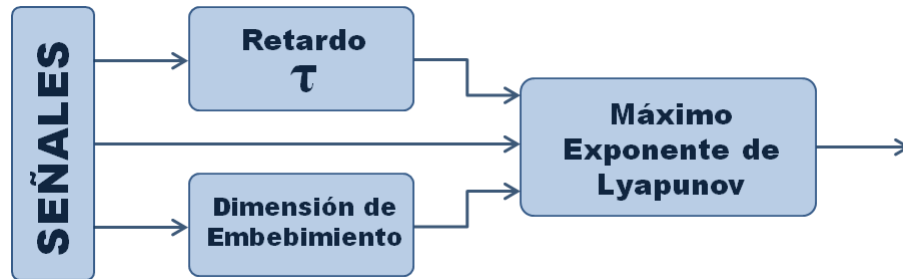 SEÑALES
Retardo
τ
Máximo
Exponente de
Lyapunov
Dimensión de
Embebimiento